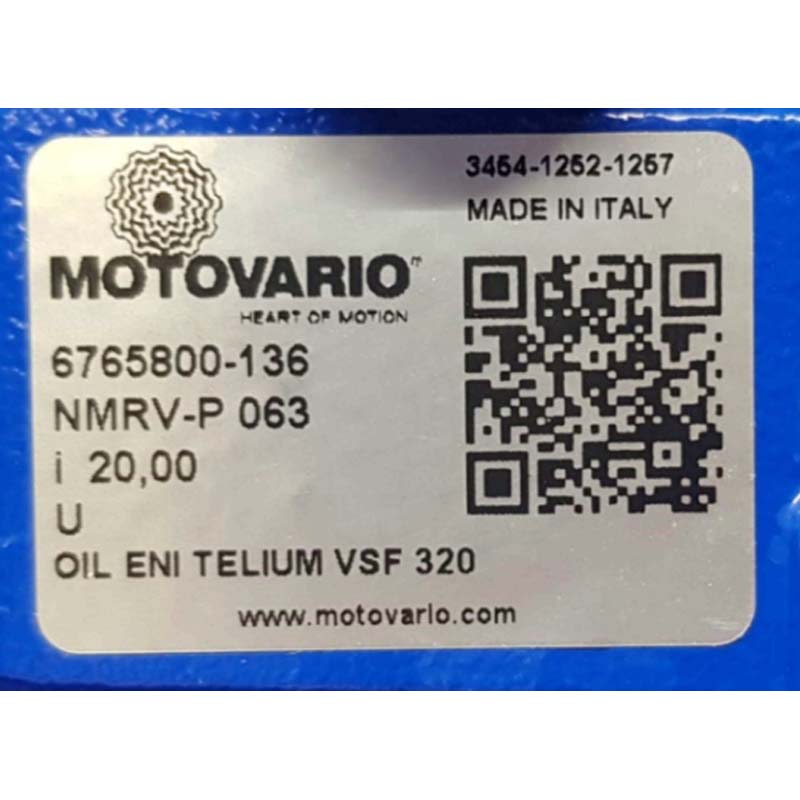 3454-1252-1257
MADE IN ITALY
MOTOVARIO™
HEART OF MOTION
6765800-136
NMRV-P 063
i 20,00
U
OIL ENI TELIUM VSF 320
www.motovario.com